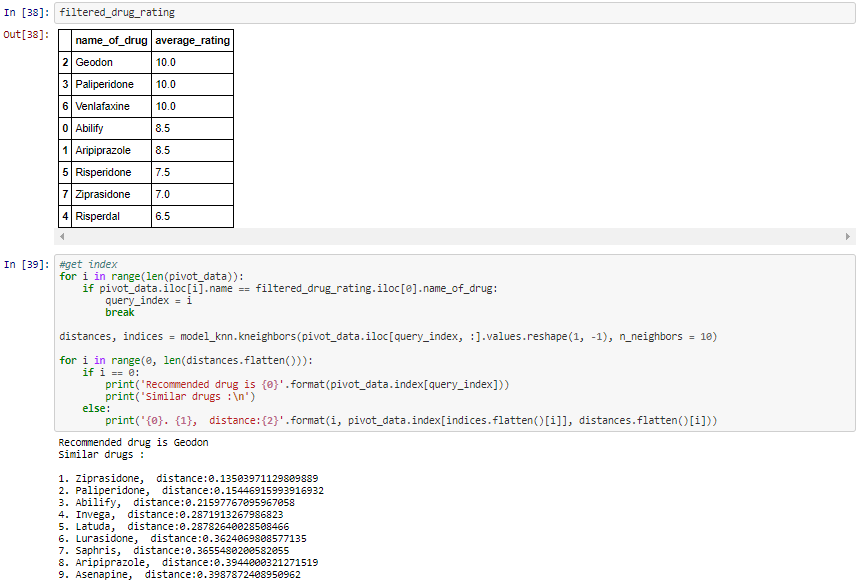 In [38]: filtered_drug_rating
Out[38]:
name_of_drug average_rating
2 Geodon 10.0
3 Paliperidone 10.0
6 Venlafaxine 10.0
0 Abilify 8.5
1 Aripiprazole 8.5
5 Risperidone 7.5
7 Ziprasidone 7.0
4 Risperdal 6.5
In [39]: #get index
for i in range(len(pivot_data)):
    if pivot_data.iloc[i].name == filtered_drug_rating.iloc[0].name_of_drug:
        query_index = i
        break
distances, indices = model_knn.kneighbors(pivot_data.iloc[query_index, :].values.reshape(1, -1), n_neighbors = 10)
for i in range(0, len(distances.flatten())):
    if i == 0:
        print('Recommended drug is {0}'.format(pivot_data.index[query_index]))
        print('Similar drugs :\n')
    else:
        print('{0}. {1},  distance:{2}'.format(i, pivot_data.index[indices.flatten()[i]], distances.flatten()[i]))
Recommended drug is Geodon
Similar drugs :
1. Ziprasidone,  distance:0.13503971129809889
2. Paliperidone,  distance:0.15446915993916932
3. Abilify,  distance:0.21597767095967058
4. Invega,  distance:0.2871913267986823
5. Latuda,  distance:0.28782640028508466
6. Lurasidone,  distance:0.3624069808577135
7. Saphris,  distance:0.3655480200582055
8. Aripiprazole,  distance:0.3944000321271519
9. Asenapine,  distance:0.3987872408950962